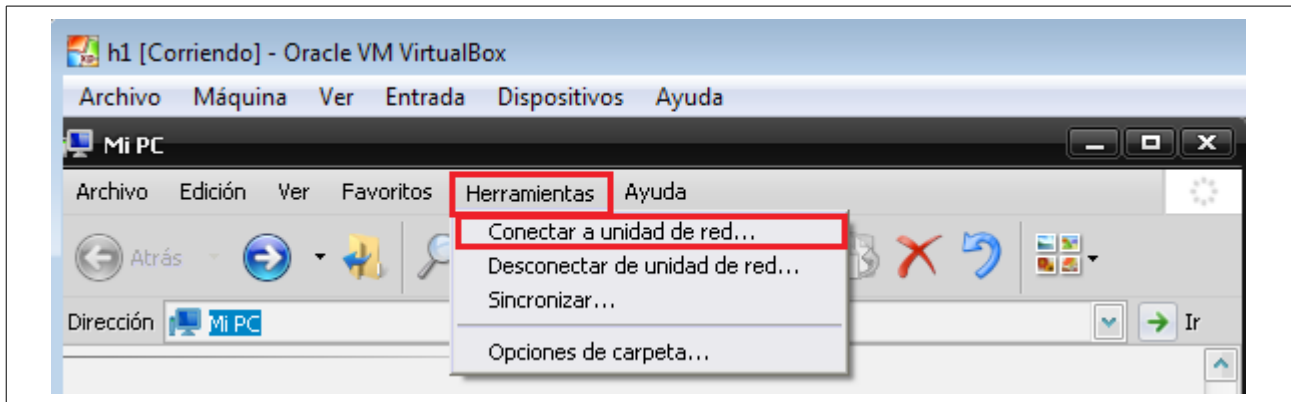 h1 [Corriendo] - Oracle VM VirtualBox
Archivo Máquina Ver Entrada Dispositivos Ayuda
Mi PC
Archivo Edición Ver Favoritos Herramientas Ayuda
Conectar a unidad de red...
Atrás
Desconectar de unidad de red...
Sincronizar...
Dirección Mi PC Ir
Opciones de carpeta...